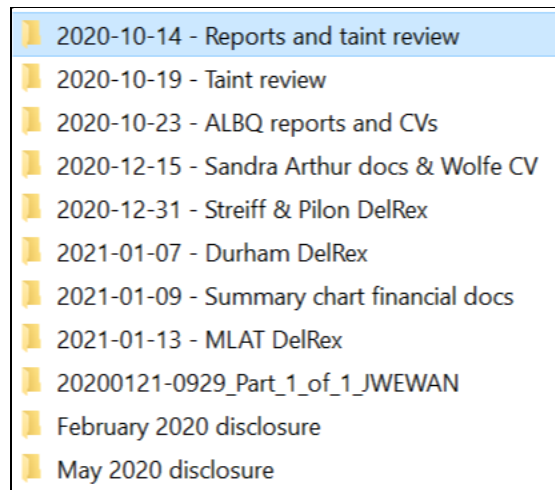 2020-10-14 - Reports and taint review
2020-10-19 - Taint review
2020-10-23 - ALBQ reports and CVs
2020-12-15 - Sandra Arthur docs & Wolfe CV
2020-12-31 - Streiff & Pilon DelRex
2021-01-07 - Durham DelRex
2021-01-09 - Summary chart financial docs
2021-01-13 - MLAT DelRex
20200121-0929_Part_1_of_1_JWEWAN
February 2020 disclosure
May 2020 disclosure